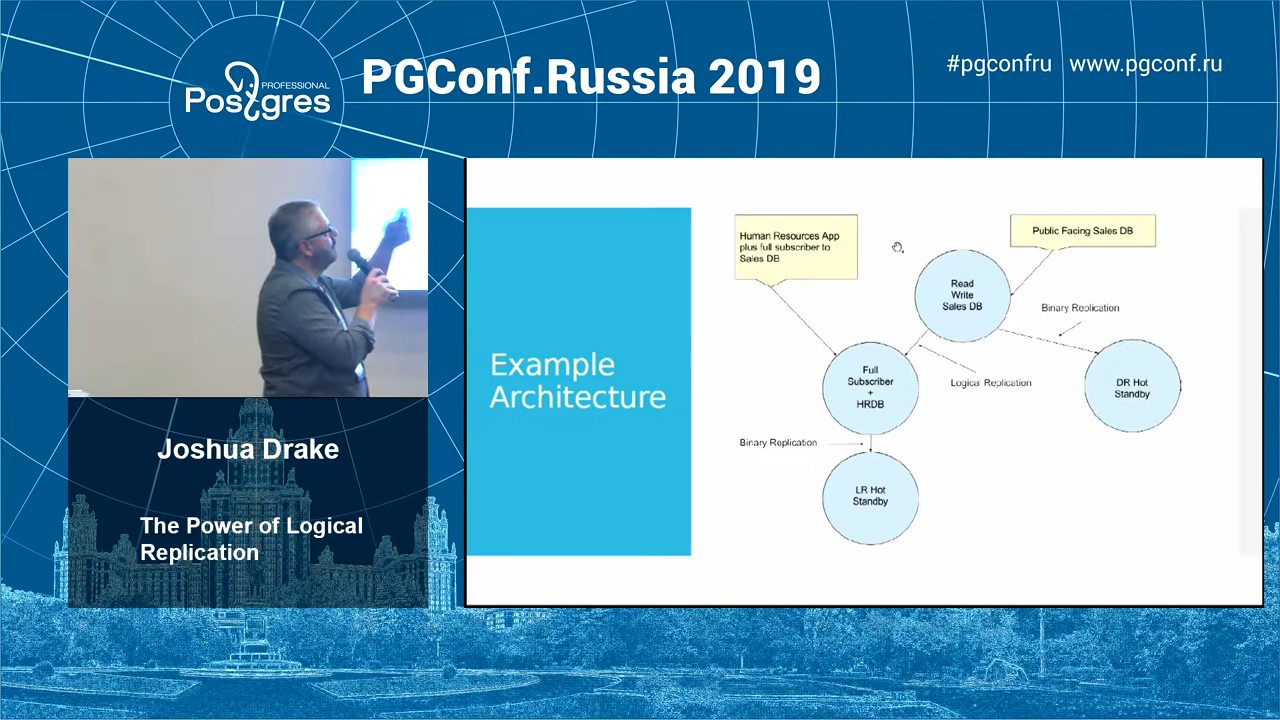 PROFESSIONAL
Postgres
PGConf.Russia 2019
#pgconfru www.pgconf.ru
Joshua Drake
The Power of Logical
Replication
Example
Architecture
Human Resources App
plus full subscriber to
Sales DB
Public Facing Sales DB
Read
Write
Sales DB
Binary Replication
Full
Subscriber
+
HRDB
Logical Replication
DR Hot
Standby
Binary Replication
LR Hot
Standby